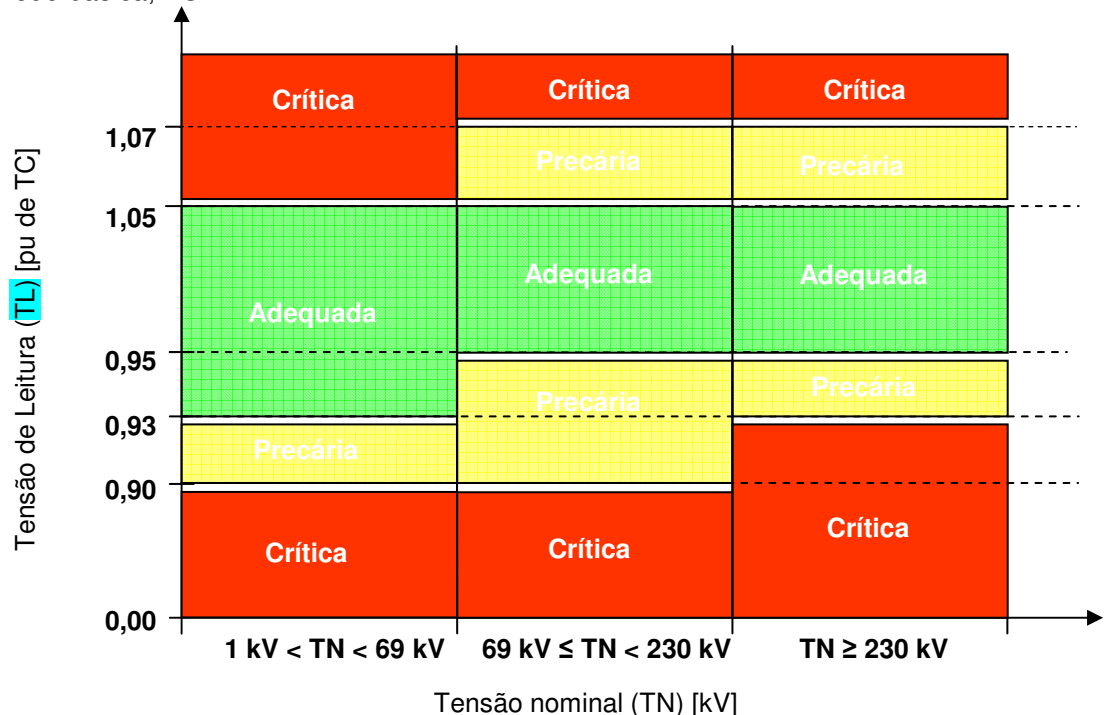 Crítica
Crítica
Crítica
1,07
Precária
Precária
1,05
Adequada
Adequada
Adequada
0,95
Precária
Precária
0,93
Precária
0,90
Crítica
Crítica
Crítica
0,00
1 kV < TN < 69 kV
69 kV ≤ TN < 230 kV
TN ≥ 230 kV
Tensão nominal (TN) [kV]
Tensão de Leitura (TL) [pu de TC]